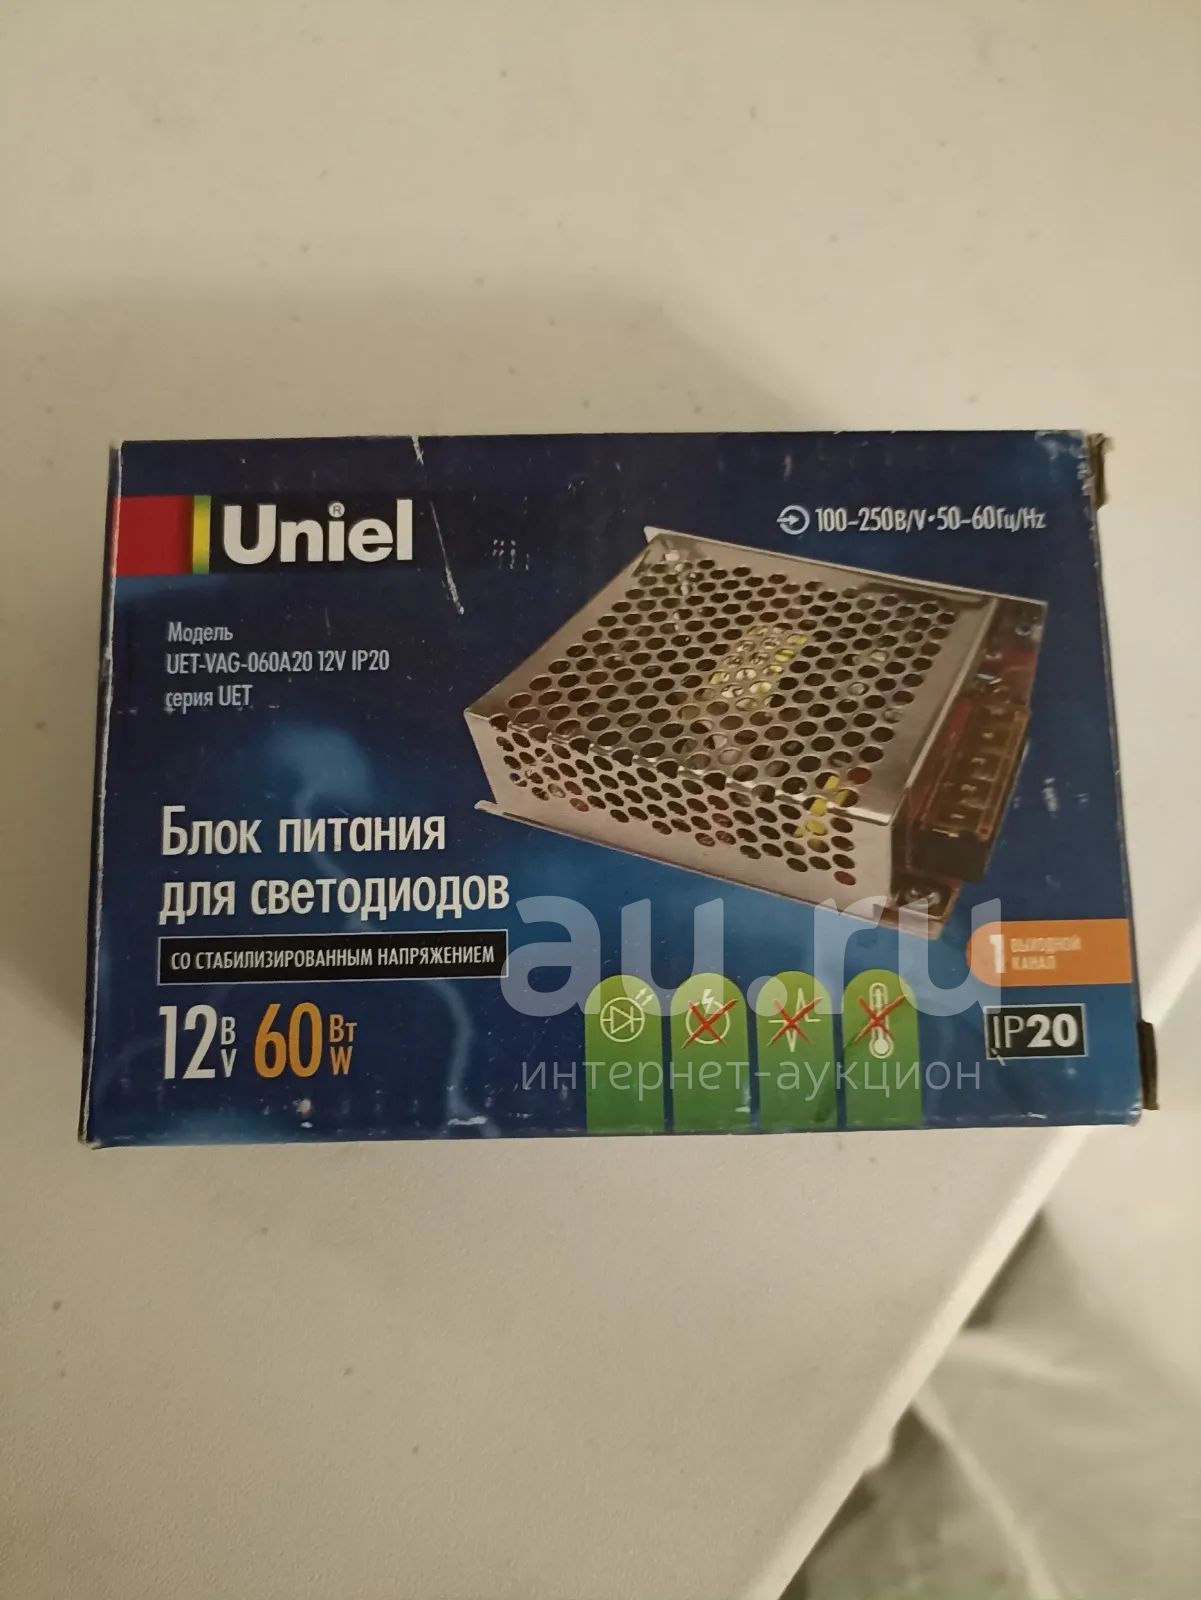 Uniel®
100-250В/V·50-60Гц/Hz
Модель
UET-VAG-060A20 12V IP20
серия UET
Блок питания
для светодиодов
СО СТАБИЛИЗИРОВАННЫМ НАПРЯЖЕНИЕМ
12 В/V 60 Вт/W
1 ВЫХОДНОЙ
КАНАЛ
IP20
au.ru
интернет-аукцион